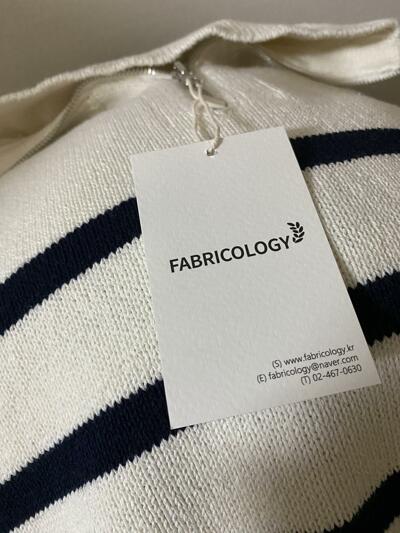 FABRICOLOGY
(S) www.fabricology.kr
(E) fabricology@naver.com
(T) 02-467-0630